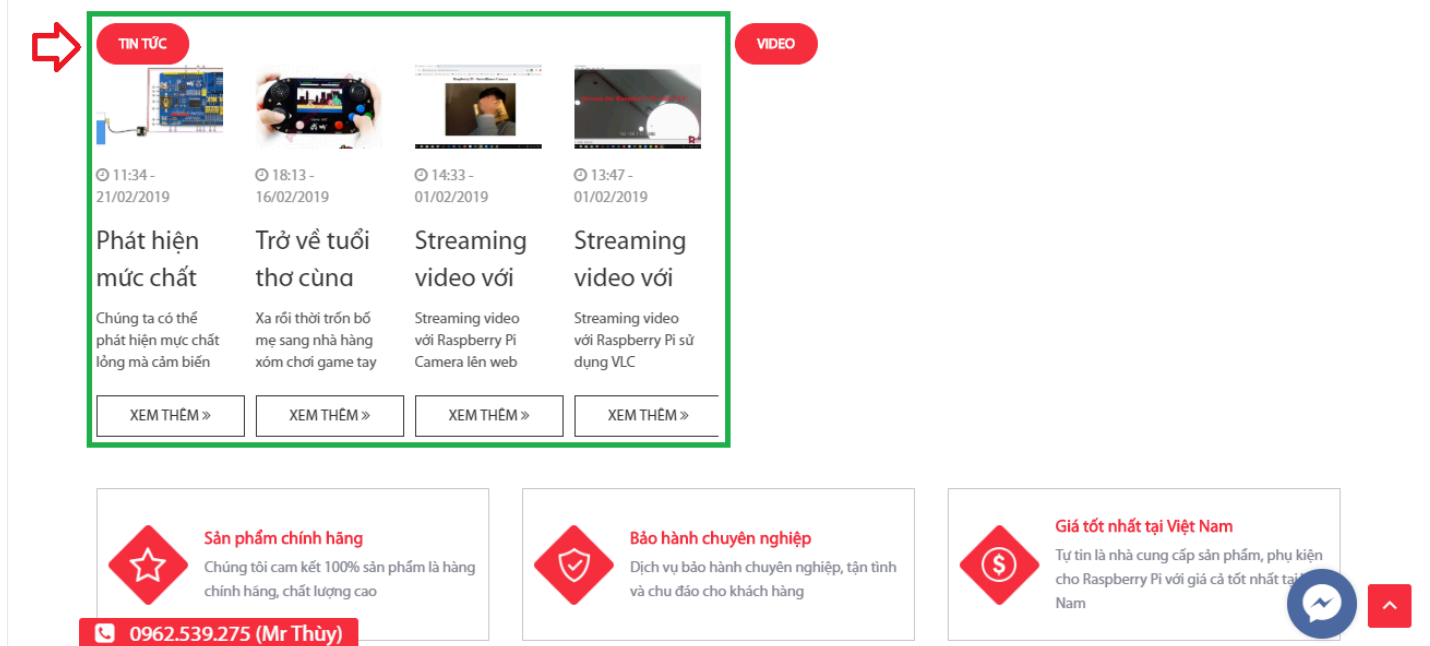 TIN TỨC
VIDEO
11:34 -
21/02/2019
Phát hiện
mức chất
Chúng ta có thể
phát hiện mực chất
lỏng mà cảm biến
XEM THÊM »
18:13 -
16/02/2019
Trở về tuổi
thơ cùng
Xa rồi thời trốn bố
mẹ sang nhà hàng
xóm chơi game tay
XEM THÊM »
14:33 -
01/02/2019
Streaming
video với
Streaming video
với Raspberry Pi
Camera lên web
XEM THÊM »
13:47 -
01/02/2019
Streaming
video với
Streaming video
với Raspberry Pi sử
dụng VLC
XEM THÊM »
Sản phẩm chính hãng
Chúng tôi cam kết 100% sản phẩm là hàng
chính hãng, chất lượng cao
Bảo hành chuyên nghiệp
Dịch vụ bảo hành chuyên nghiệp, tận tình
và chu đáo cho khách hàng
Giá tốt nhất tại Việt Nam
Tự tin là nhà cung cấp sản phẩm, phụ kiện
cho Raspberry Pi với giá cả tốt nhất tại
Nam
0962.539.275 (Mr Thùy)